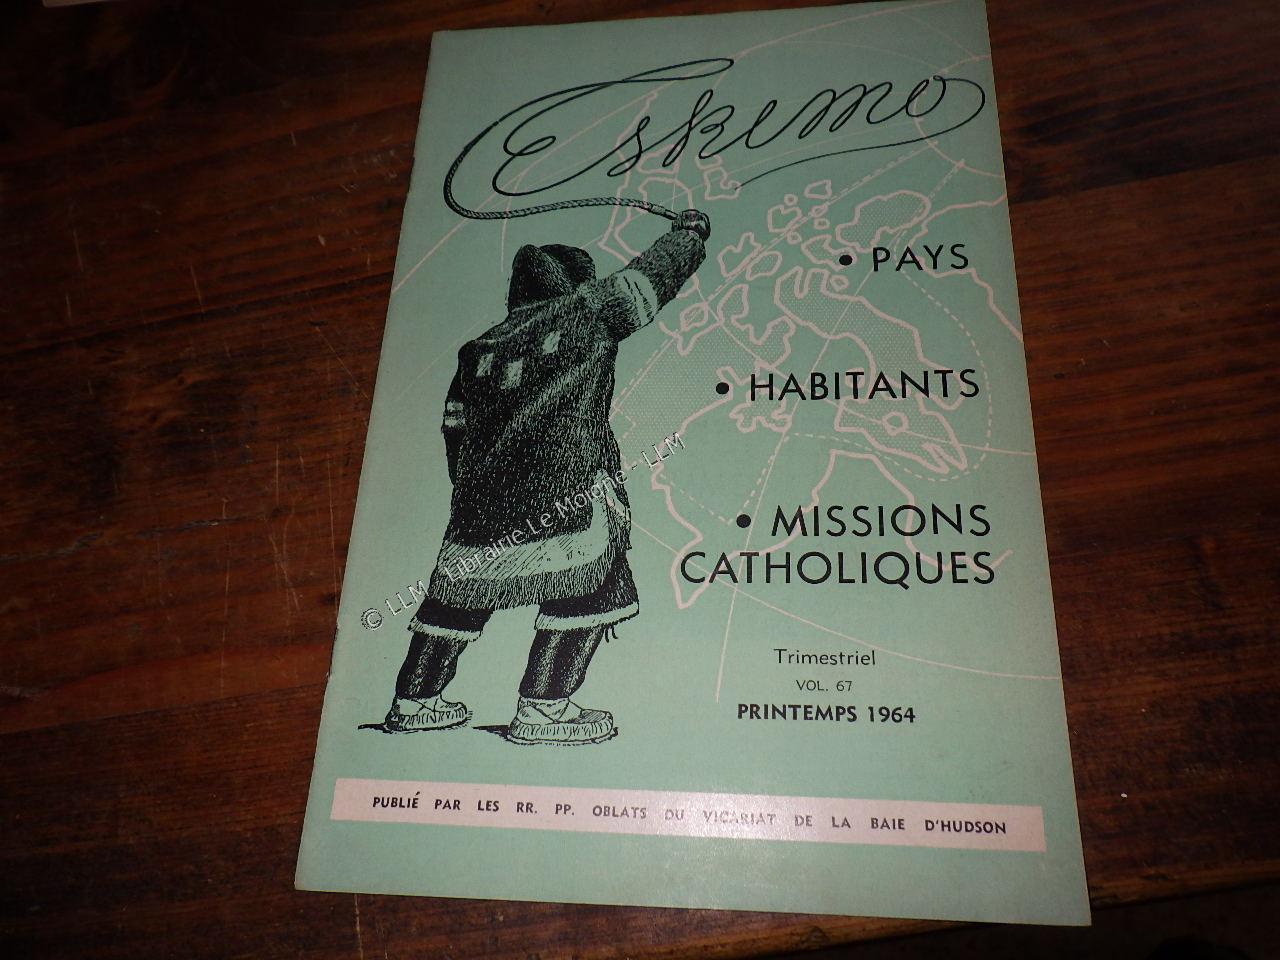 Eskimo
• PAYS
• HABITANTS
• MISSIONS
CATHOLIQUES
Trimestriel
VOL. 67
PRINTEMPS 1964
PUBLIÉ PAR LES RR. PP. OBLATS DU VICARIAT DE LA BAIE D'HUDSON
© LLM - Librairie Le Moigne - LLM